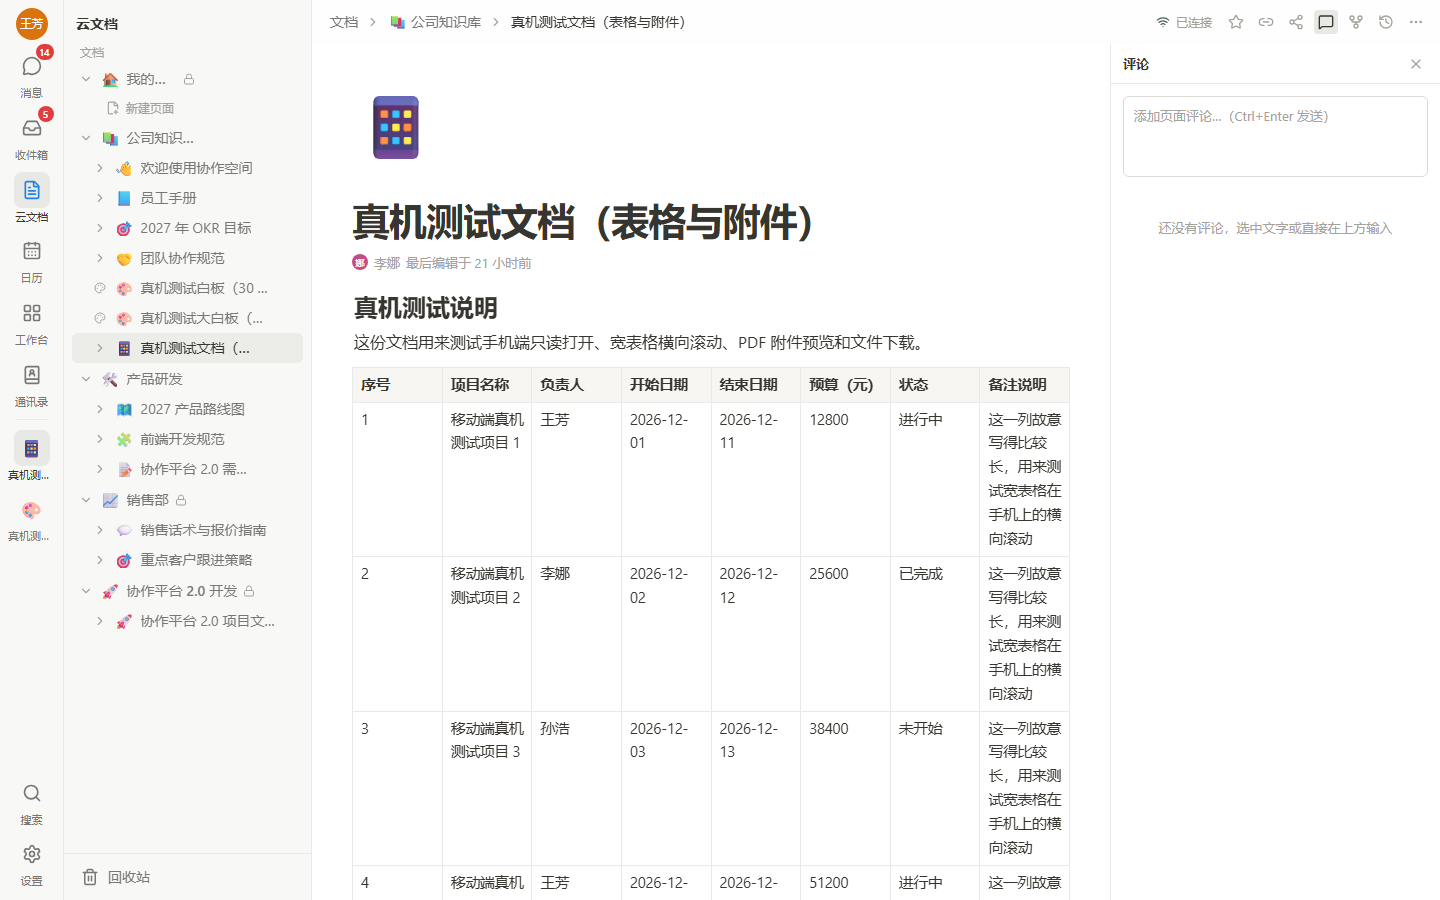 王芳
14
消息
5
收件箱
云文档
日历
工作台
通讯录
真机测...
真机测...
搜索
设置
云文档
文档
我的...
新建页面
公司知识...
欢迎使用协作空间
员工手册
2027 年 OKR 目标
团队协作规范
真机测试白板（30 ...
真机测试大白板（...
真机测试文档（...
产品研发
2027 产品路线图
前端开发规范
协作平台 2.0 需...
销售部
销售话术与报价指南
重点客户跟进策略
协作平台 2.0 开发
协作平台 2.0 项目文...
回收站
文档 公司知识库 真机测试文档（表格与附件）
已连接
真机测试文档（表格与附件）
娜 李娜 最后编辑于 21 小时前
真机测试说明
这份文档用来测试手机端只读打开、宽表格横向滚动、PDF 附件预览和文件下载。
序号 项目名称 负责人 开始日期 结束日期 预算（元） 状态 备注说明
1 移动端真机 王芳 2026-12- 2026-12- 12800 进行中 这一列故意
测试项目 1 01 11 写得比较
长，用来测
试宽表格在
手机上的横
向滚动
2 移动端真机 李娜 2026-12- 2026-12- 25600 已完成 这一列故意
测试项目 2 02 12 写得比较
长，用来测
试宽表格在
手机上的横
向滚动
3 移动端真机 孙浩 2026-12- 2026-12- 38400 未开始 这一列故意
测试项目 3 03 13 写得比较
长，用来测
试宽表格在
手机上的横
向滚动
4 移动端真机 王芳 2026-12- 2026-12- 51200 进行中 这一列故意
评论
添加页面评论...（Ctrl+Enter 发送）
还没有评论，选中文字或直接在上方输入